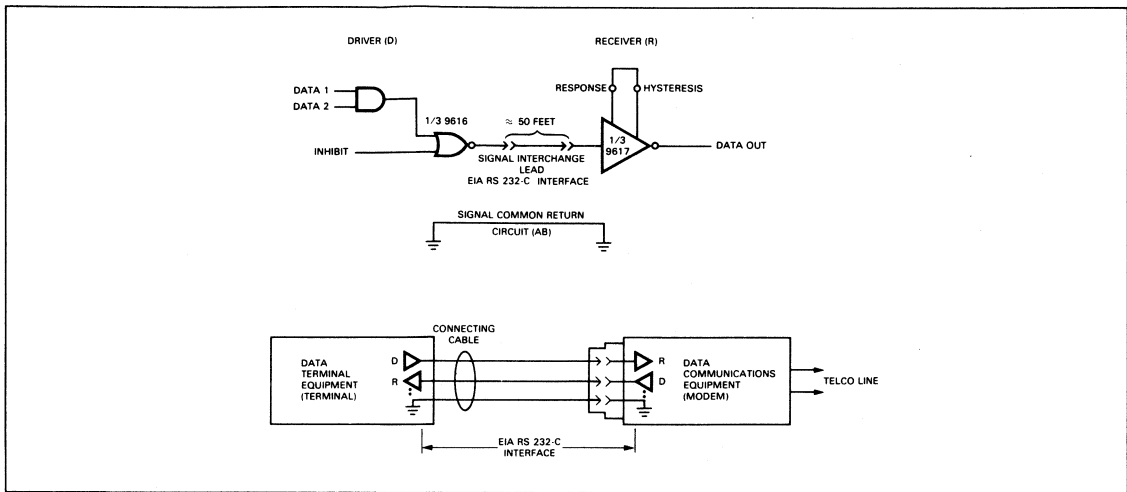 DRIVER (D)
RECEIVER (R)
DATA 1
DATA 2
INHIBIT
1/3 9616
≈ 50 FEET
SIGNAL INTERCHANGE
LEAD
EIA RS 232-C INTERFACE
RESPONSE
HYSTERESIS
1/3
9617
DATA OUT
SIGNAL COMMON RETURN
CIRCUIT (AB)
CONNECTING
CABLE
DATA
TERMINAL
EQUIPMENT
(TERMINAL)
D
R
R
D
DATA
COMMUNICATIONS
EQUIPMENT
(MODEM)
TELCO LINE
EIA RS 232-C
INTERFACE